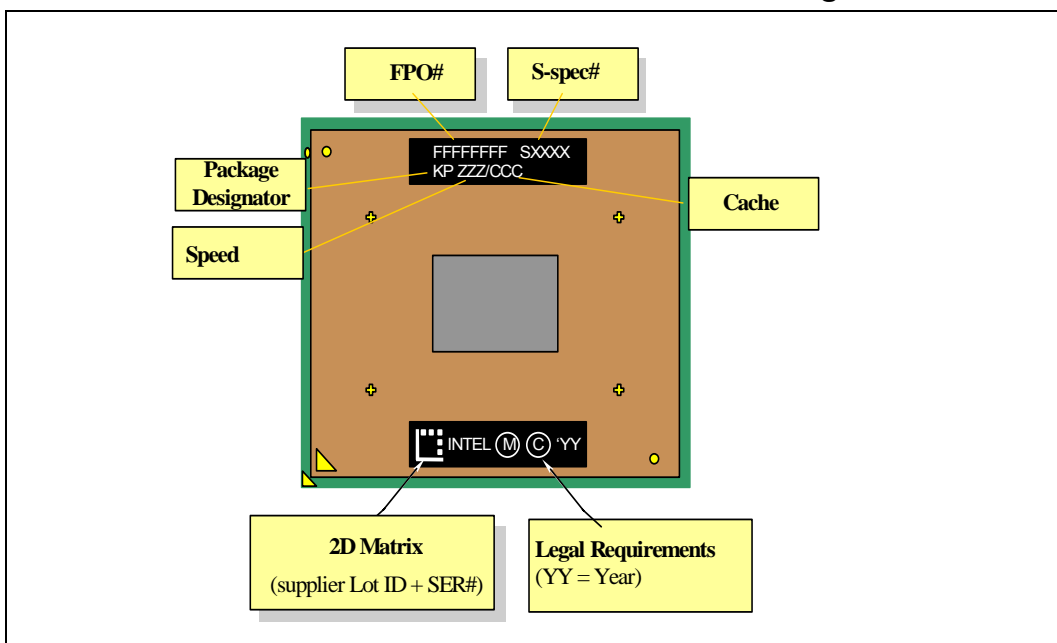 FPO#
S-spec#
FFFFFFFF SXXXX
KP ZZZ/CCC
Package
Designator
Cache
Speed
INTEL M C 'YY
2D Matrix
(supplier Lot ID + SER#)
Legal Requirements
(YY = Year)